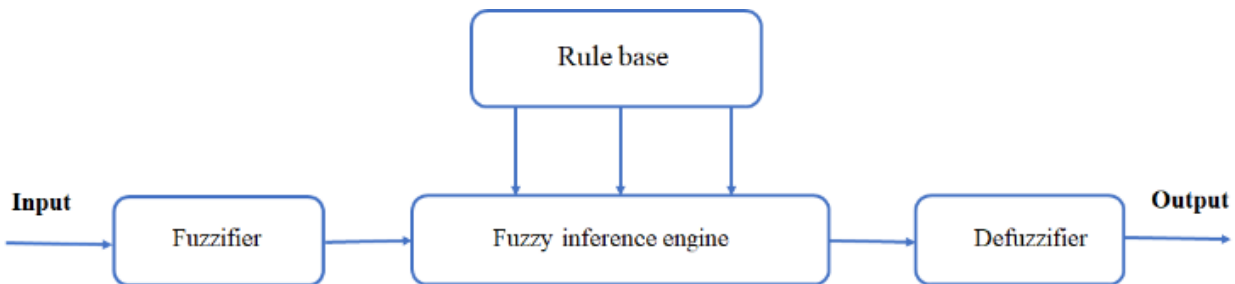 Rule base
Input
Fuzzifier
Fuzzy inference engine
Defuzzifier
Output